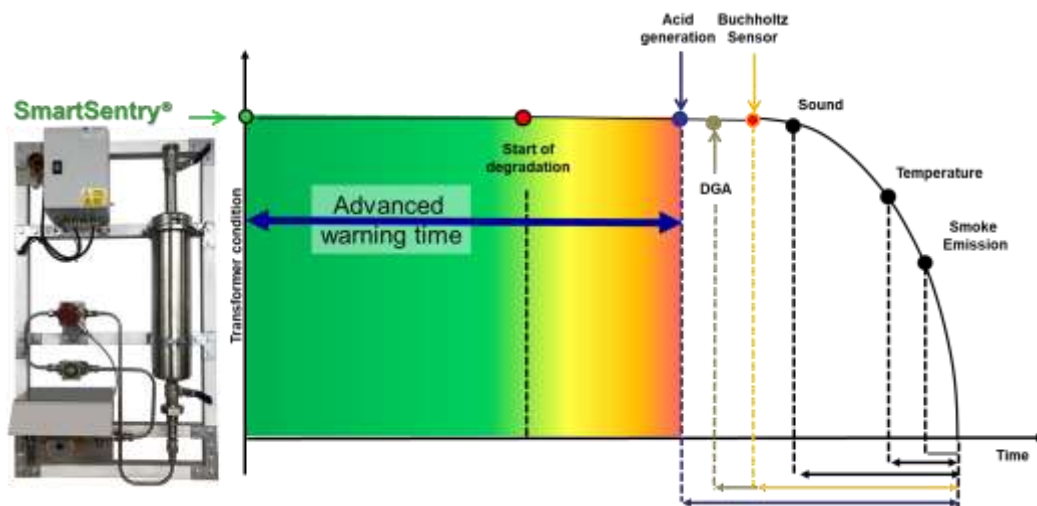 Acid
generation
Buchholtz
Sensor
SmartSentry®
Sound
Start of
degradation
DGA
Temperature
Advanced
warning time
Smoke
Emission
Transformer condition
Time